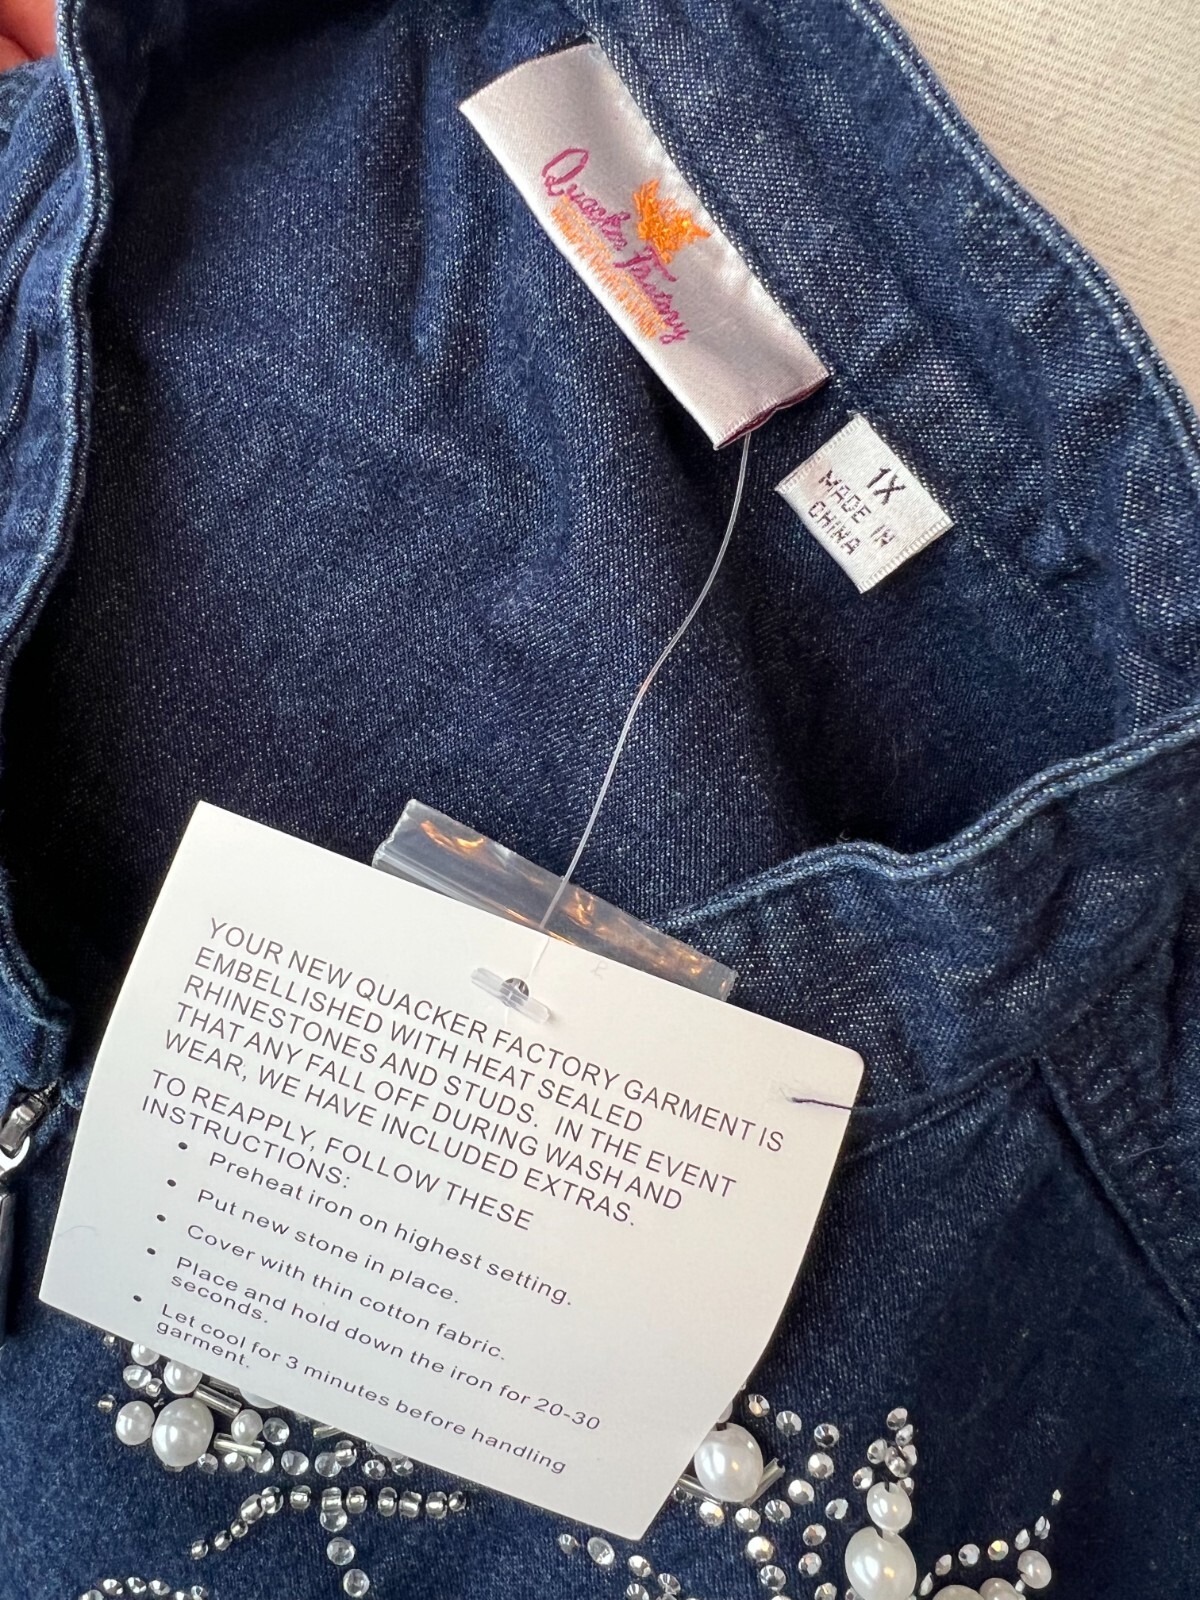 Quacker Factory
1X
MADE IN
CHINA
YOUR NEW QUACKER FACTORY GARMENT IS
EMBELLISHED WITH HEAT SEALED
RHINESTONES AND STUDS. IN THE EVENT
THAT ANY FALL OFF DURING WASH AND
WEAR, WE HAVE INCLUDED EXTRAS.
TO REAPPLY, FOLLOW THESE
INSTRUCTIONS:
• Preheat iron on highest setting.
• Put new stone in place.
• Cover with thin cotton fabric.
• Place and hold down the iron for 20-30
seconds.
• Let cool for 3 minutes before handling
garment.